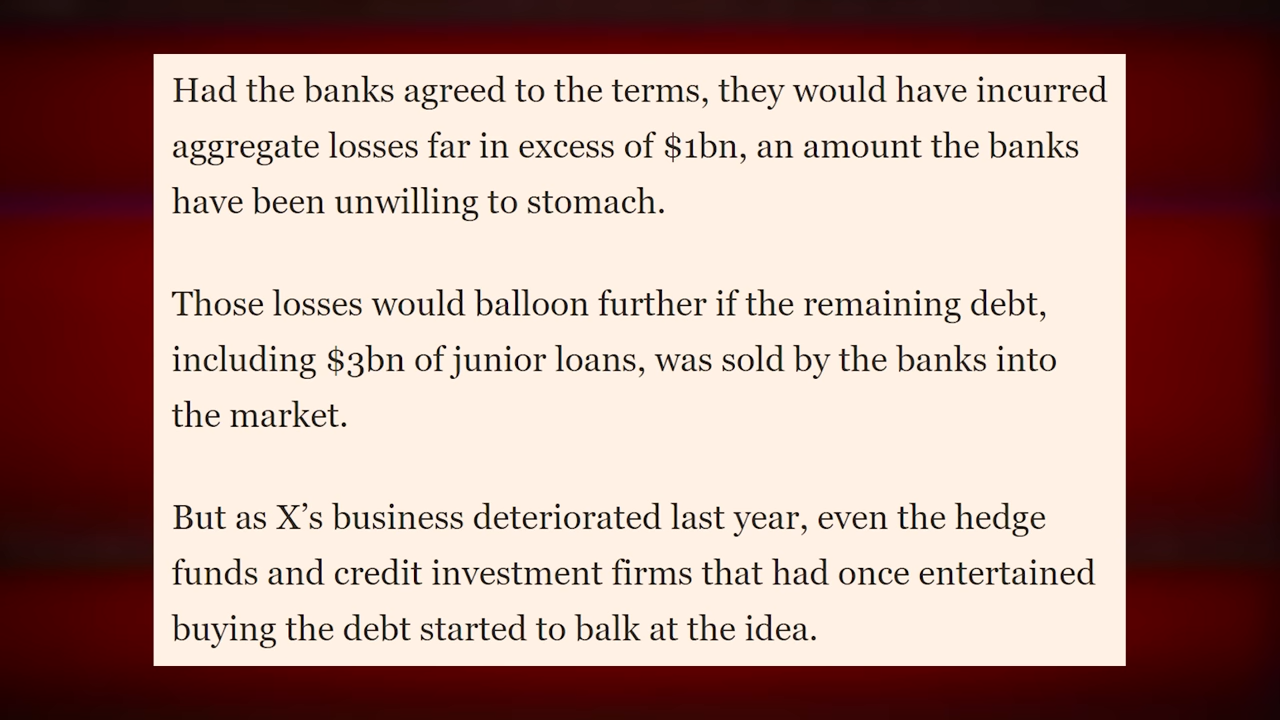 Had the banks agreed to the terms, they would have incurred
aggregate losses far in excess of $1bn, an amount the banks
have been unwilling to stomach.
Those losses would balloon further if the remaining debt,
including $3bn of junior loans, was sold by the banks into
the market.
But as X’s business deteriorated last year, even the hedge
funds and credit investment firms that had once entertained
buying the debt started to balk at the idea.